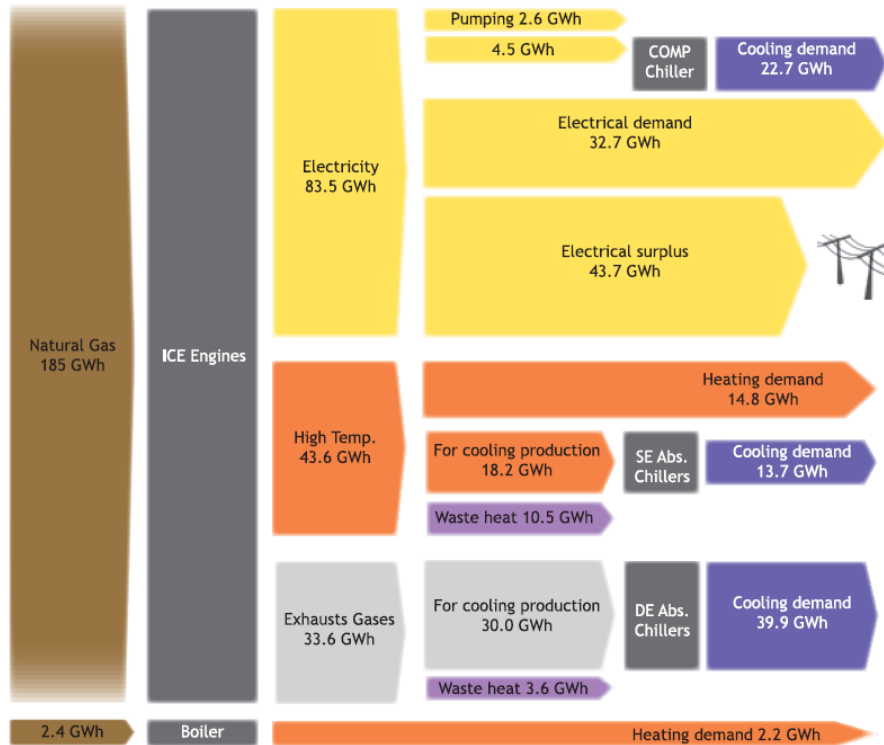 Pumping 2.6 GWh
4.5 GWh
COMP
Chiller
Cooling demand
22.7 GWh
Electrical demand
32.7 GWh
Electricity
83.5 GWh
Electrical surplus
43.7 GWh
Natural Gas
185 GWh
ICE Engines
Heating demand
14.8 GWh
High Temp.
43.6 GWh
For cooling production
18.2 GWh
SE Abs.
Chillers
Cooling demand
13.7 GWh
Waste heat 10.5 GWh
Exhausts Gases
33.6 GWh
For cooling production
30.0 GWh
DE Abs.
Chillers
Cooling demand
39.9 GWh
Waste heat 3.6 GWh
2.4 GWh
Boiler
Heating demand 2.2 GWh